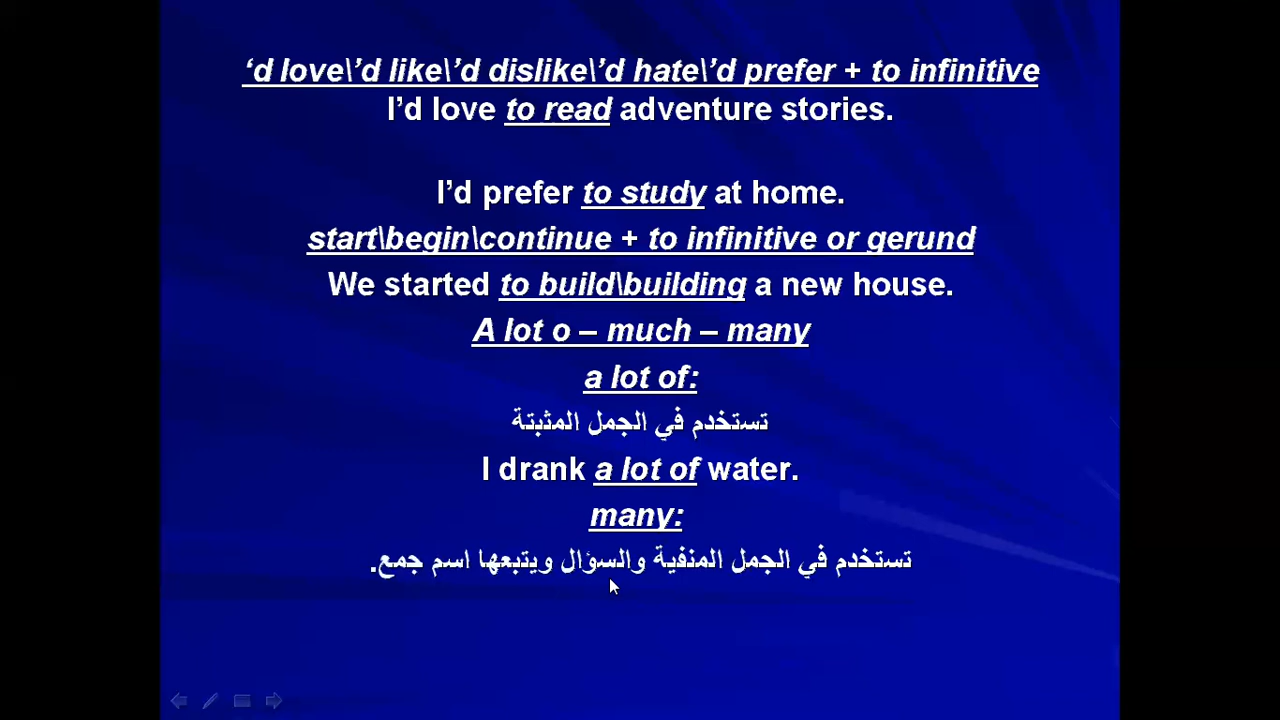 ‘d love\’d like\’d dislike\’d hate\’d prefer + to infinitive
I’d love to read adventure stories.
I’d prefer to study at home.
start\begin\continue + to infinitive or gerund
We started to build\building a new house.
A lot o – much – many
a lot of:
تستخدم في الجمل المثبتة
I drank a lot of water.
many:
تستخدم في الجمل المنفية والسؤال ويتبعها اسم جمع.